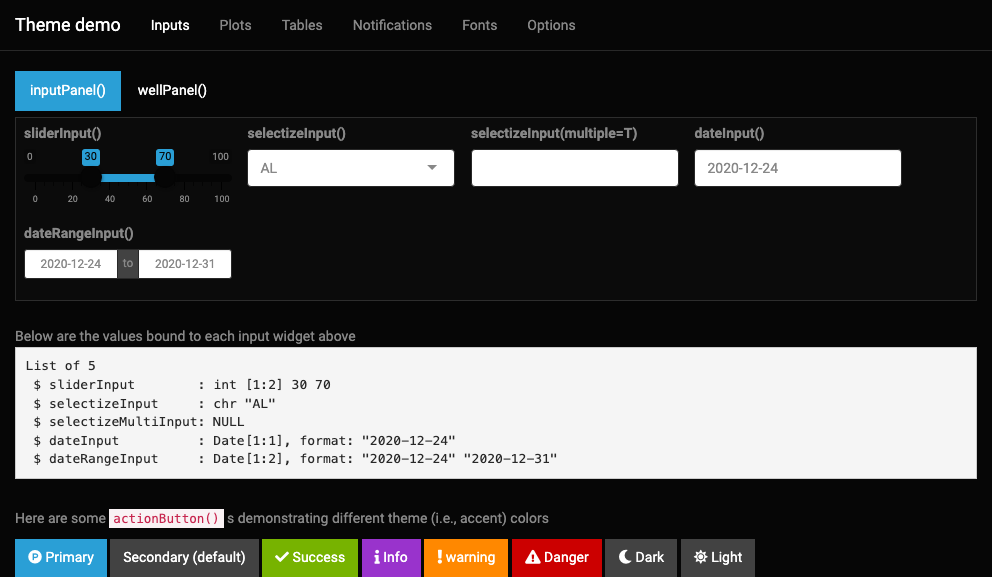 Theme demo Inputs Plots Tables Notifications Fonts Options
inputPanel() wellPanel()
sliderInput() selectizeInput() selectizeInput(multiple=T) dateInput()
0 30 70 100
AL 2020-12-24
0 20 40 60 80 100
dateRangeInput()
2020-12-24 to 2020-12-31
Below are the values bound to each input widget above
List of 5
$ sliderInput : int [1:2] 30 70
$ selectizeInput : chr "AL"
$ selectizeMultiInput: NULL
$ dateInput : Date[1:1], format: "2020-12-24"
$ dateRangeInput : Date[1:2], format: "2020-12-24" "2020-12-31"
Here are some actionButton() s demonstrating different theme (i.e., accent) colors
Primary Secondary (default) Success Info warning Danger Dark Light